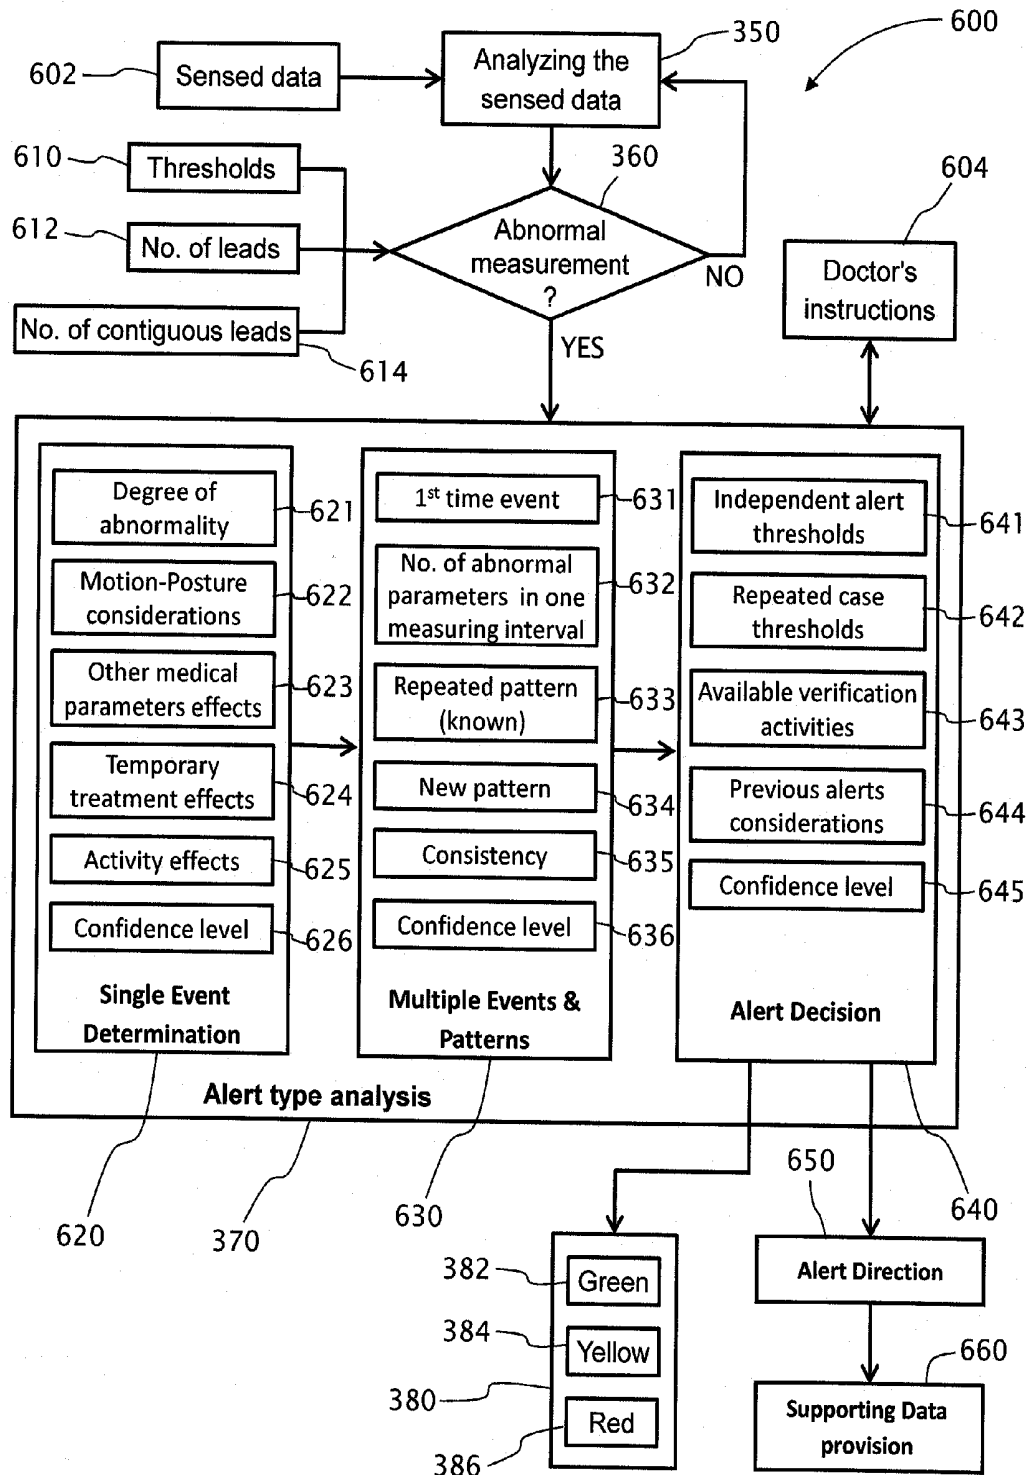 600
350
602
Sensed data
Analyzing the
sensed data
610
Thresholds
360
604
612
No. of leads
Abnormal
measurement
?
NO
Doctor's
instructions
No. of contiguous leads
614
YES
Degree of
abnormality
621
Motion-Posture
considerations
622
Other medical
parameters effects
623
Temporary
treatment effects
624
Activity effects
625
Confidence level
626
Single Event
Determination
1st time event
631
No. of abnormal
parameters in one
measuring interval
632
Repeated pattern
(known)
633
New pattern
634
Consistency
635
Confidence level
636
Multiple Events &
Patterns
Independent alert
thresholds
641
Repeated case
thresholds
642
Available verification
activities
643
Previous alerts
considerations
644
Confidence level
645
Alert Decision
Alert type analysis
620
370
630
650
640
382
Green
384
Yellow
380
Red
386
Alert Direction
660
Supporting Data
provision